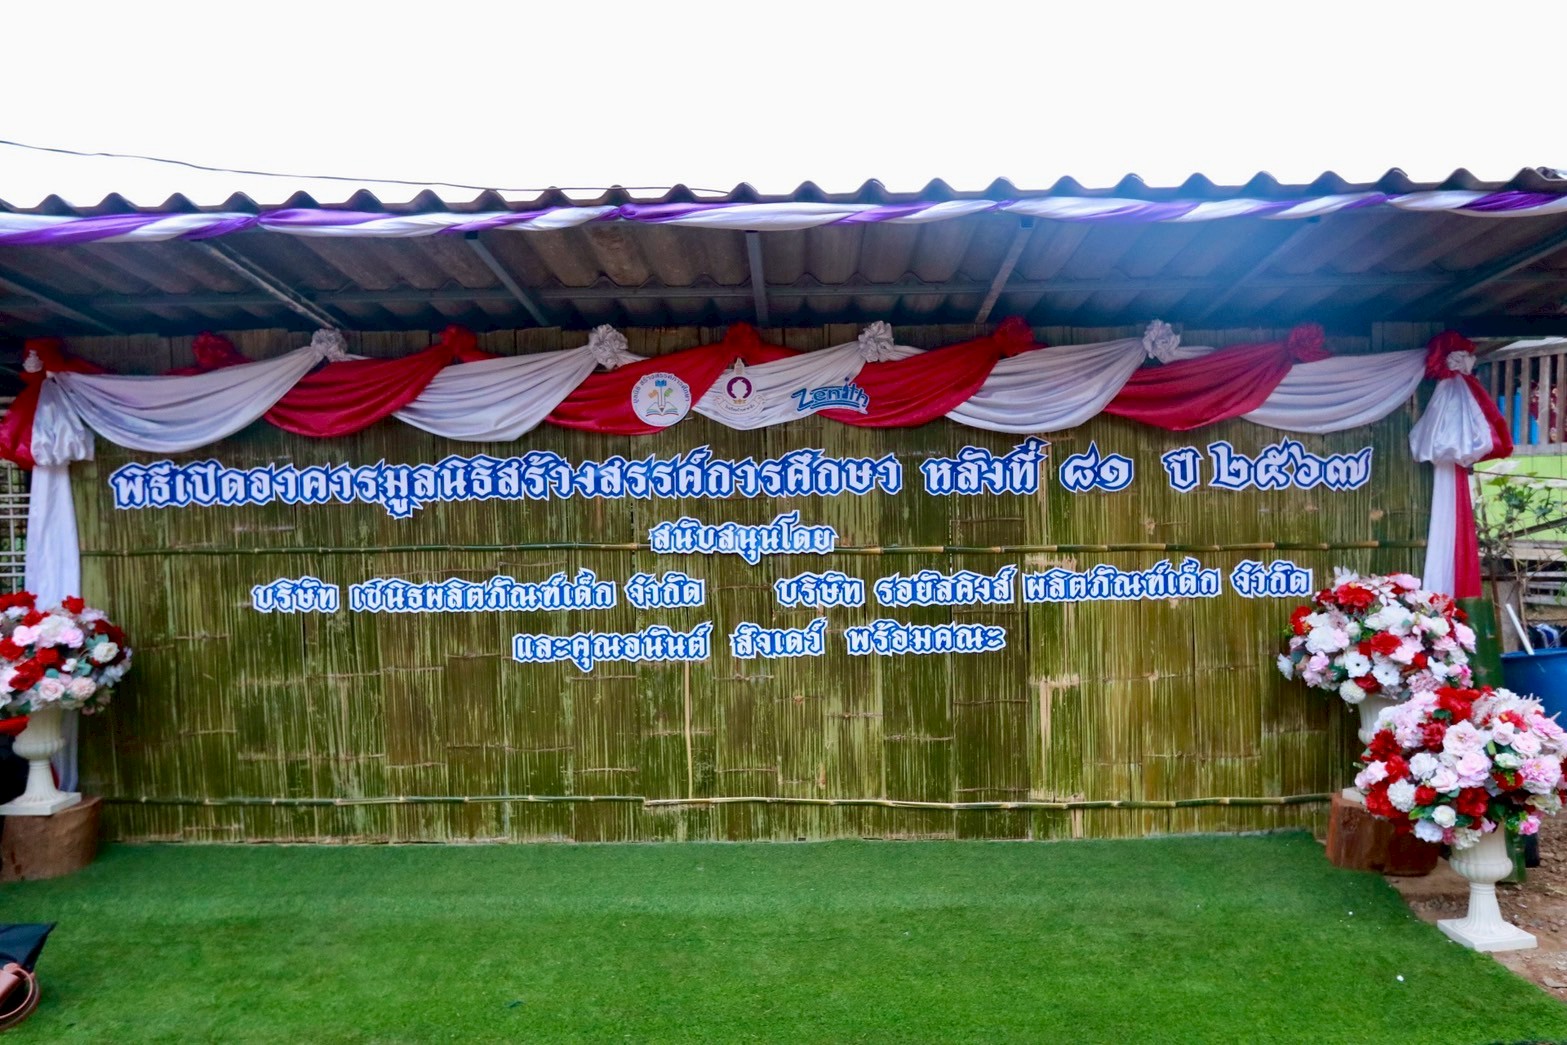 Zenith
พิธีเปิดอาคารมูลนิธิสร้างสรรค์การศึกษา หลังที่ ๘๑ ปี ๒๕๖๗
สนับสนุนโดย
บริษัท เซนิธผลิตภัณฑ์เด็ก จำกัด บริษัท รอยัลคิงส์ ผลิตภัณฑ์เด็ก จำกัด
และคุณอนันต์ สิงเดว์ พร้อมคณะ